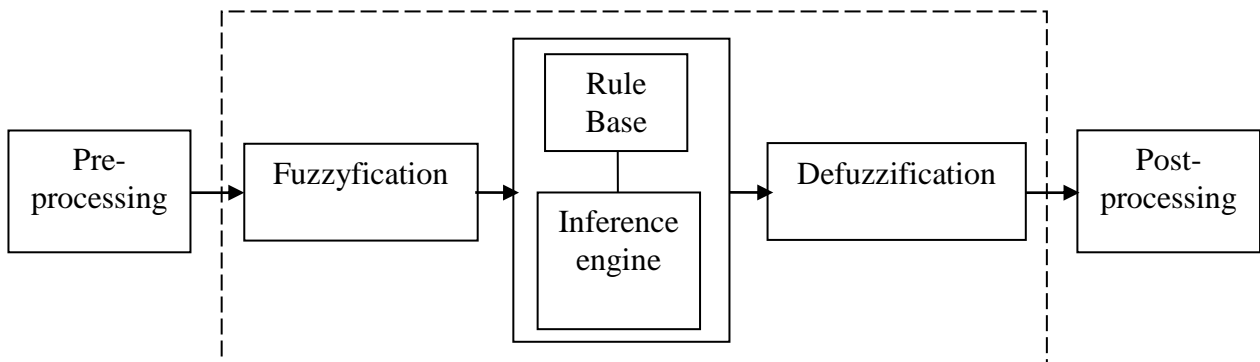 Pre-
processing
Fuzzyfication
Rule
Base
Inference
engine
Defuzzification
Post-
processing